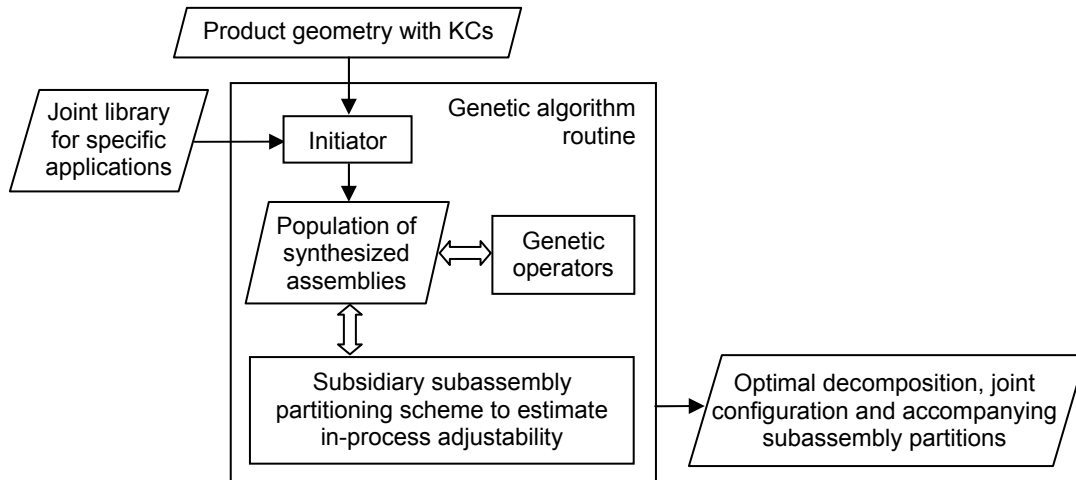 Product geometry with KCs
Joint library
for specific
applications
Genetic algorithm
routine
Initiator
Population of
synthesized
assemblies
Genetic
operators
Subsidiary subassembly
partitioning scheme to estimate
in-process adjustability
Optimal decomposition, joint
configuration and accompanying
subassembly partitions